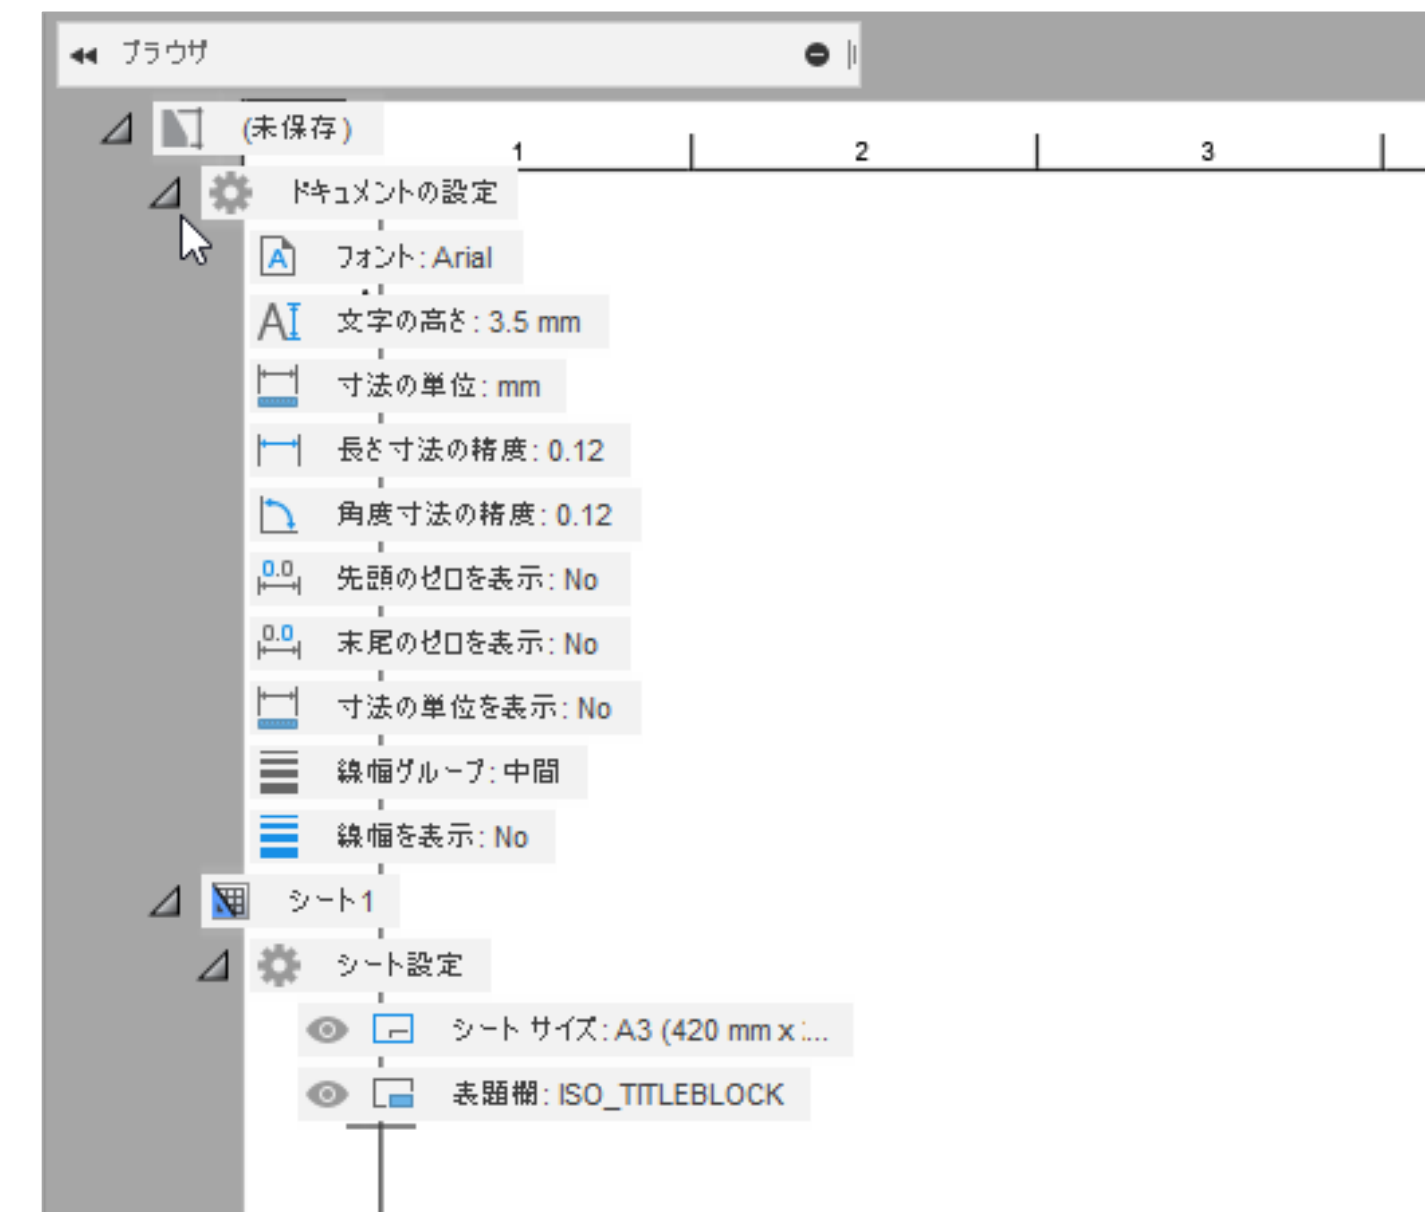 ブラウザ
(未保存)
1 2 3
ドキュメントの設定
フォント: Arial
文字の高さ: 3.5 mm
寸法の単位: mm
長さ寸法の精度: 0.12
角度寸法の精度: 0.12
先頭のゼロを表示: No
末尾のゼロを表示: No
寸法の単位を表示: No
線幅グループ: 中間
線幅を表示: No
シート1
シート設定
シート サイズ: A3 (420 mm x ...
表題欄: ISO_TITLEBLOCK